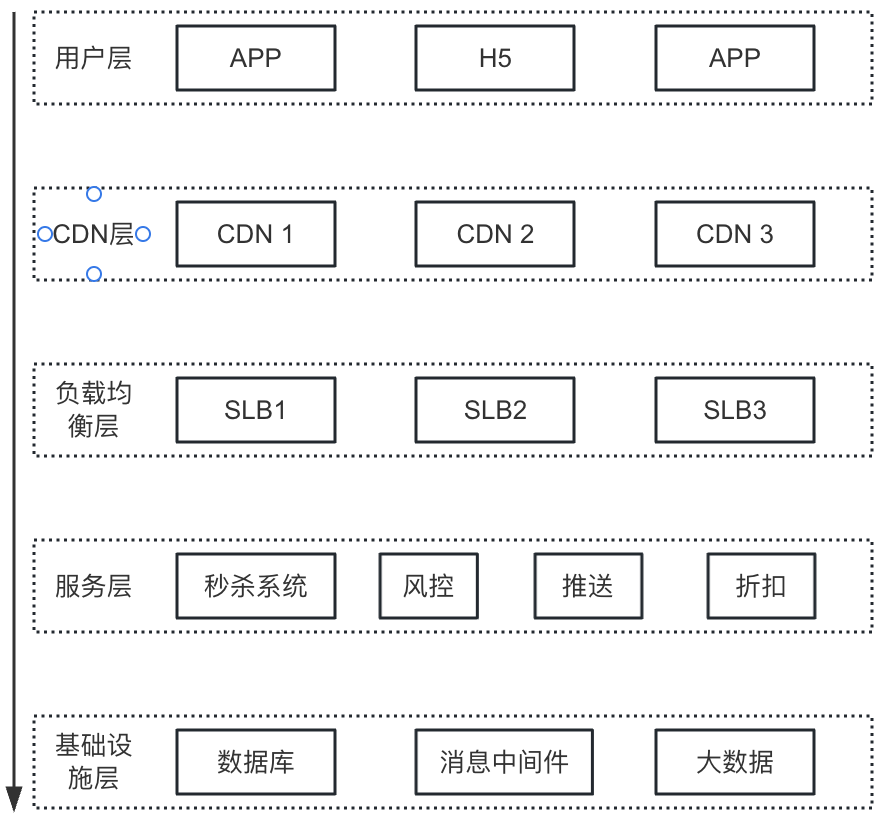 用户层
APP
H5
APP
CDN层
CDN 1
CDN 2
CDN 3
负载均
衡层
SLB1
SLB2
SLB3
服务层
秒杀系统
风控
推送
折扣
基础设
施层
数据库
消息中间件
大数据